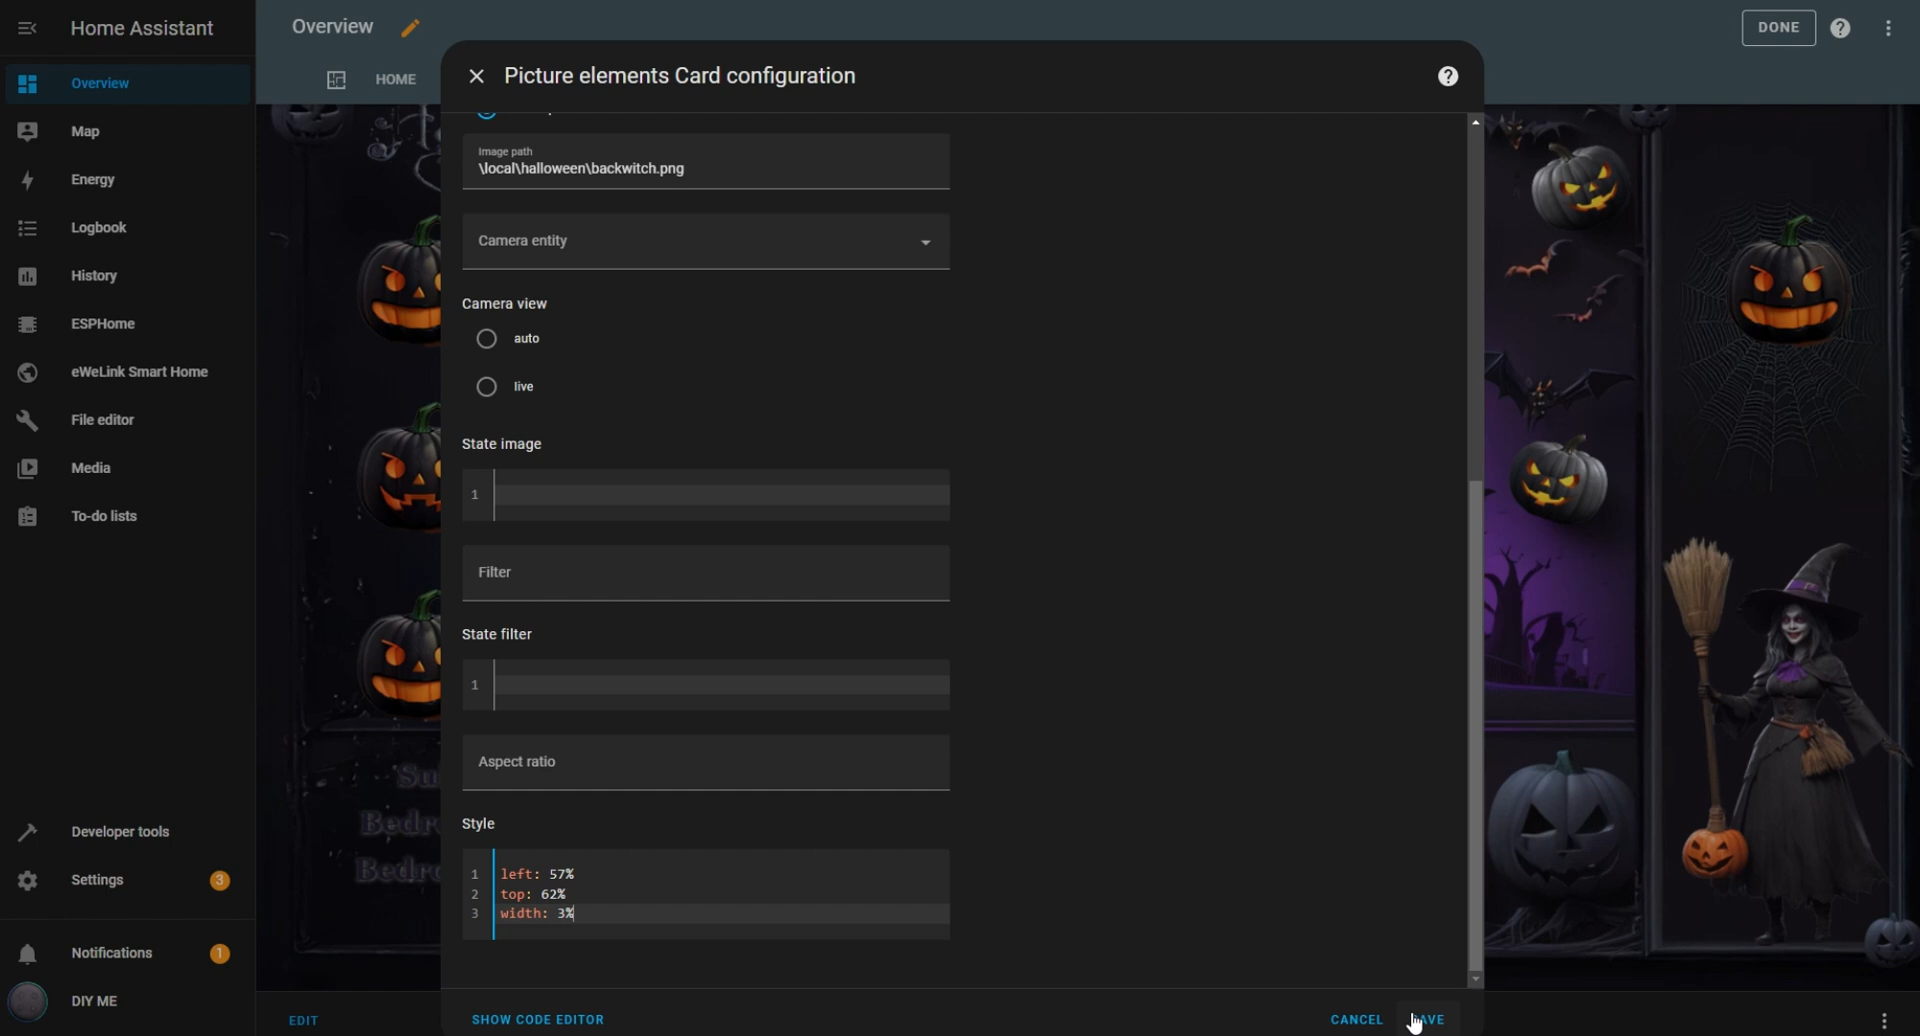 Home Assistant
Overview
DONE
HOME
Overview
Map
Energy
Logbook
History
ESPHome
eWeLink Smart Home
File editor
Media
To-do lists
Developer tools
Settings 3
Notifications 1
DIY ME
Picture elements Card configuration
Image path
\local\halloween\backwitch.png
Camera entity
Camera view
auto
live
State image
1
Filter
State filter
1
Aspect ratio
Style
1 left: 57%
2 top: 62%
3 width: 3%
EDIT
SHOW CODE EDITOR
CANCEL